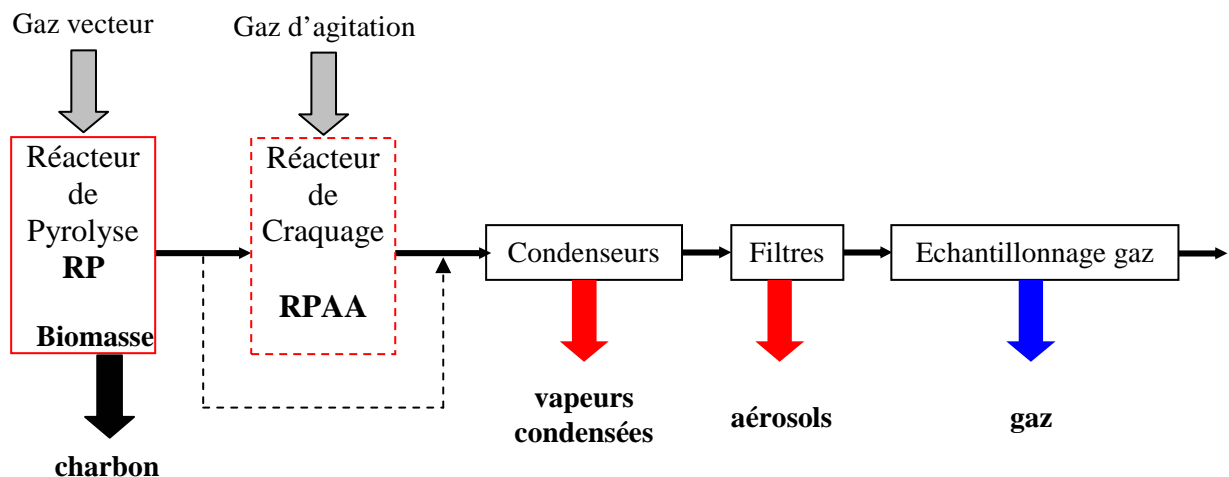 Gaz vecteur
Gaz d'agitation
Réacteur
de
Pyrolyse
RP
Biomasse
Réacteur
de
Craquage
RPAA
Condenseurs
Filtres
Echantillonnage gaz
vapeurs
condensées
aérosols
gaz
charbon